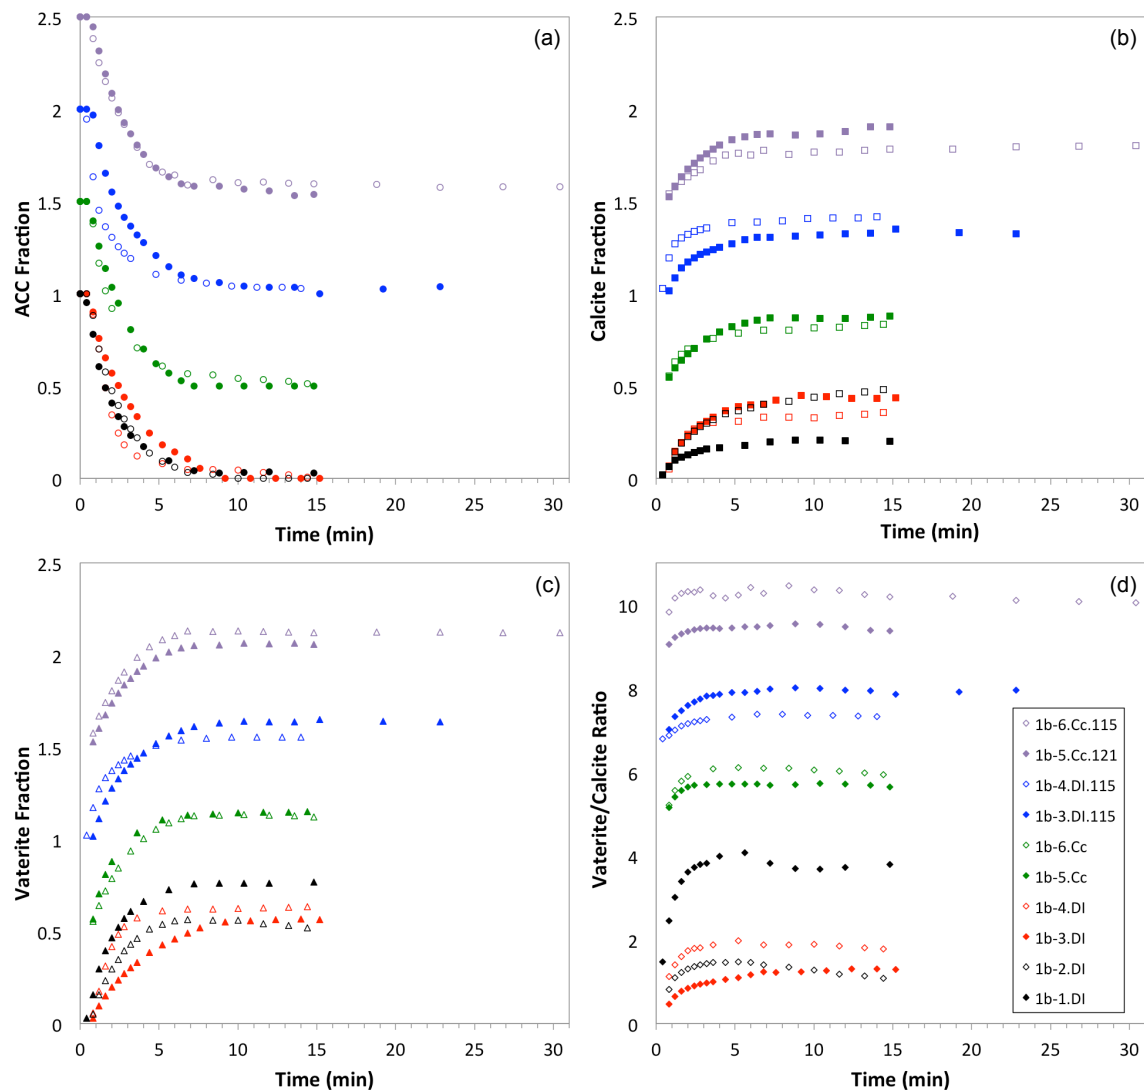 (a)
ACC Fraction
2.5
2
1.5
1
0.5
0
0 5 10 15 20 25 30
Time (min)
(b)
Calcite Fraction
2.5
2
1.5
1
0.5
0
0 5 10 15 20 25 30
Time (min)
(c)
Vaterite Fraction
2.5
2
1.5
1
0.5
0
0 5 10 15 20 25 30
Time (min)
(d)
Vaterite/Calcite Ratio
10
8
6
4
2
0
0 5 10 15 20 25 30
Time (min)
1b-6.Cc.115
1b-5.Cc.121
1b-4.DI.115
1b-3.DI.115
1b-6.Cc
1b-5.Cc
1b-4.DI
1b-3.DI
1b-2.DI
1b-1.DI